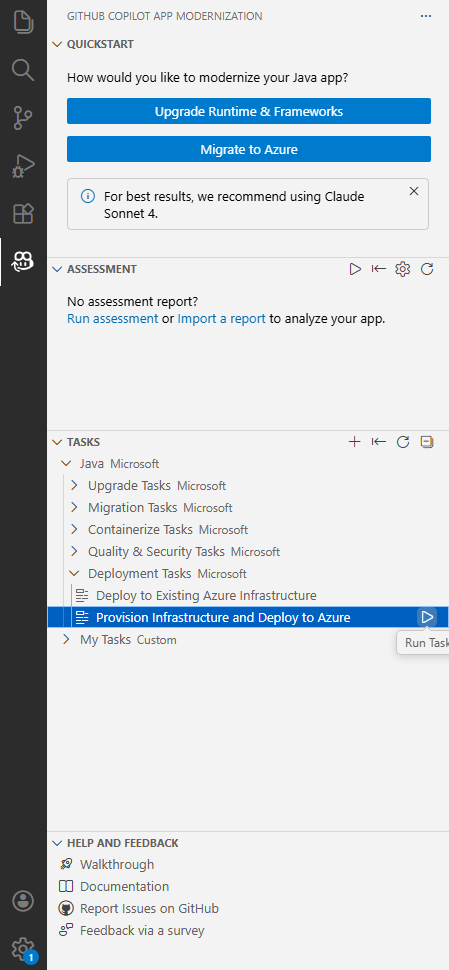 GITHUB COPILOT APP MODERNIZATION
QUICKSTART
How would you like to modernize your Java app?
Upgrade Runtime & Frameworks
Migrate to Azure
For best results, we recommend using Claude
Sonnet 4.
ASSESSMENT
No assessment report?
Run assessment or Import a report to analyze your app.
TASKS
Java Microsoft
Upgrade Tasks Microsoft
Migration Tasks Microsoft
Containerize Tasks Microsoft
Quality & Security Tasks Microsoft
Deployment Tasks Microsoft
Deploy to Existing Azure Infrastructure
Provision Infrastructure and Deploy to Azure
Run Task
My Tasks Custom
HELP AND FEEDBACK
Walkthrough
Documentation
Report Issues on GitHub
Feedback via a survey
1